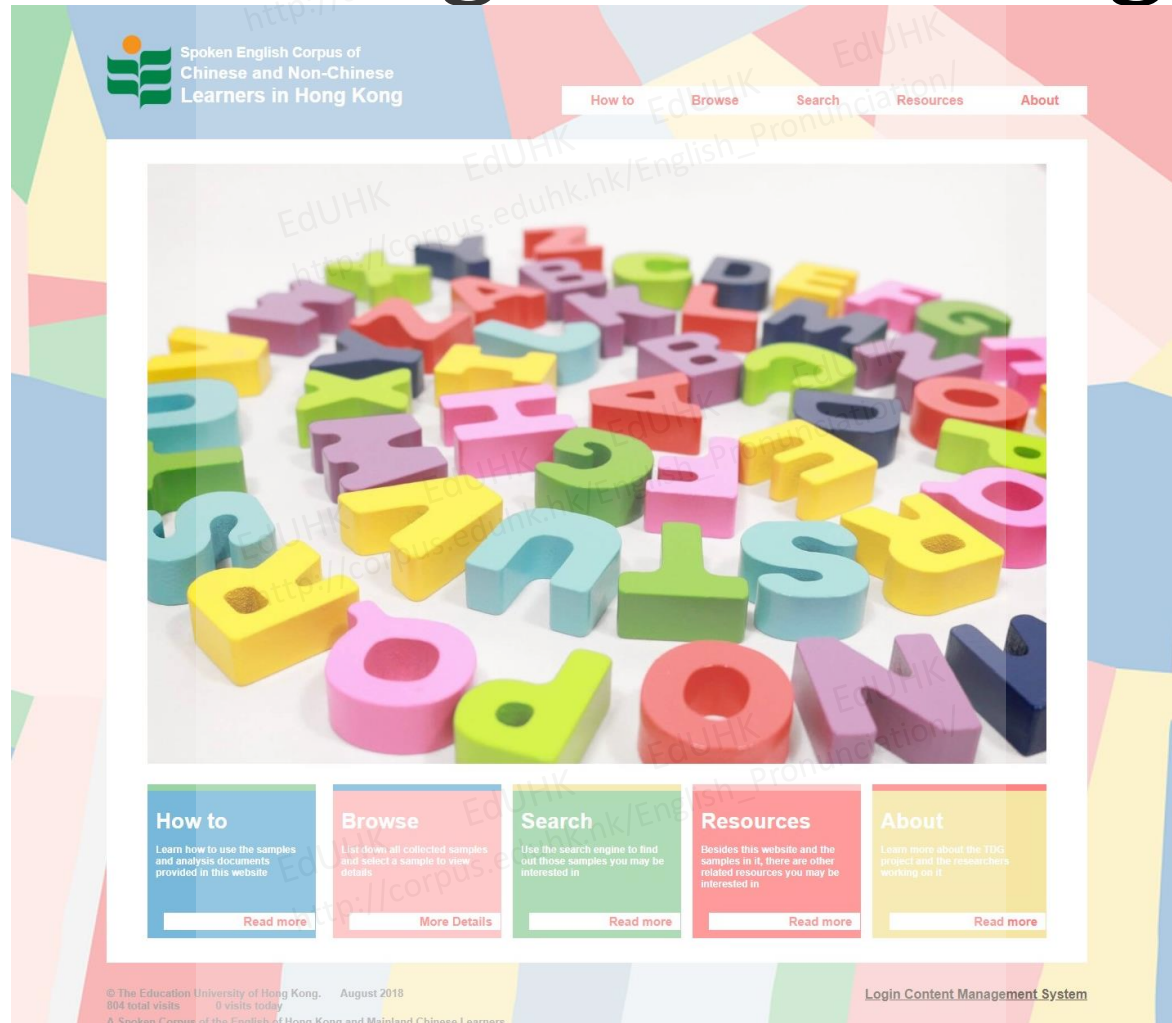 Spoken English Corpus of
Chinese and Non-Chinese
Learners in Hong Kong
How to Browse Search Resources About
How to
Learn how to use the samples
and analysis documents
provided in this website
Read more
Browse
List down all collected samples
and select a sample to view
details
More Details
Search
Use the search engine to find
out those samples you may be
interested in
Read more
Resources
Besides this website and the
samples in it, there are other
related resources you may be
interested in
Read more
About
Learn more about the TDG
project and the researchers
working on it
Read more
© The Education University of Hong Kong. August 2018
804 total visits 0 visits today
A Spoken Corpus of the English of Hong Kong and Mainland Chinese Learners
Login Content Management System
EdUHK
http://corpus.eduhk.hk/English_Pronunciation/